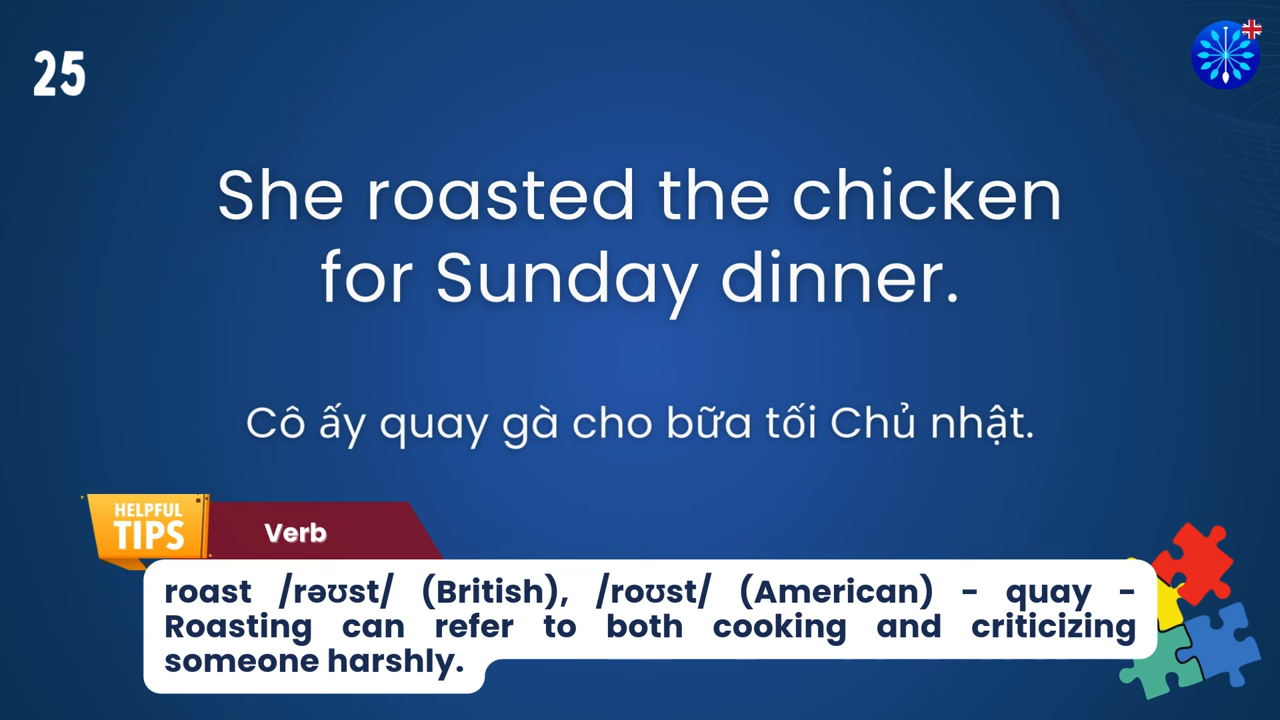 25
She roasted the chicken
for Sunday dinner.
Cô ấy quay gà cho bữa tối Chủ nhật.
HELPFUL
TIPS
Verb
roast /rəʊst/ (British), /roʊst/ (American) - quay -
Roasting can refer to both cooking and criticizing
someone harshly.